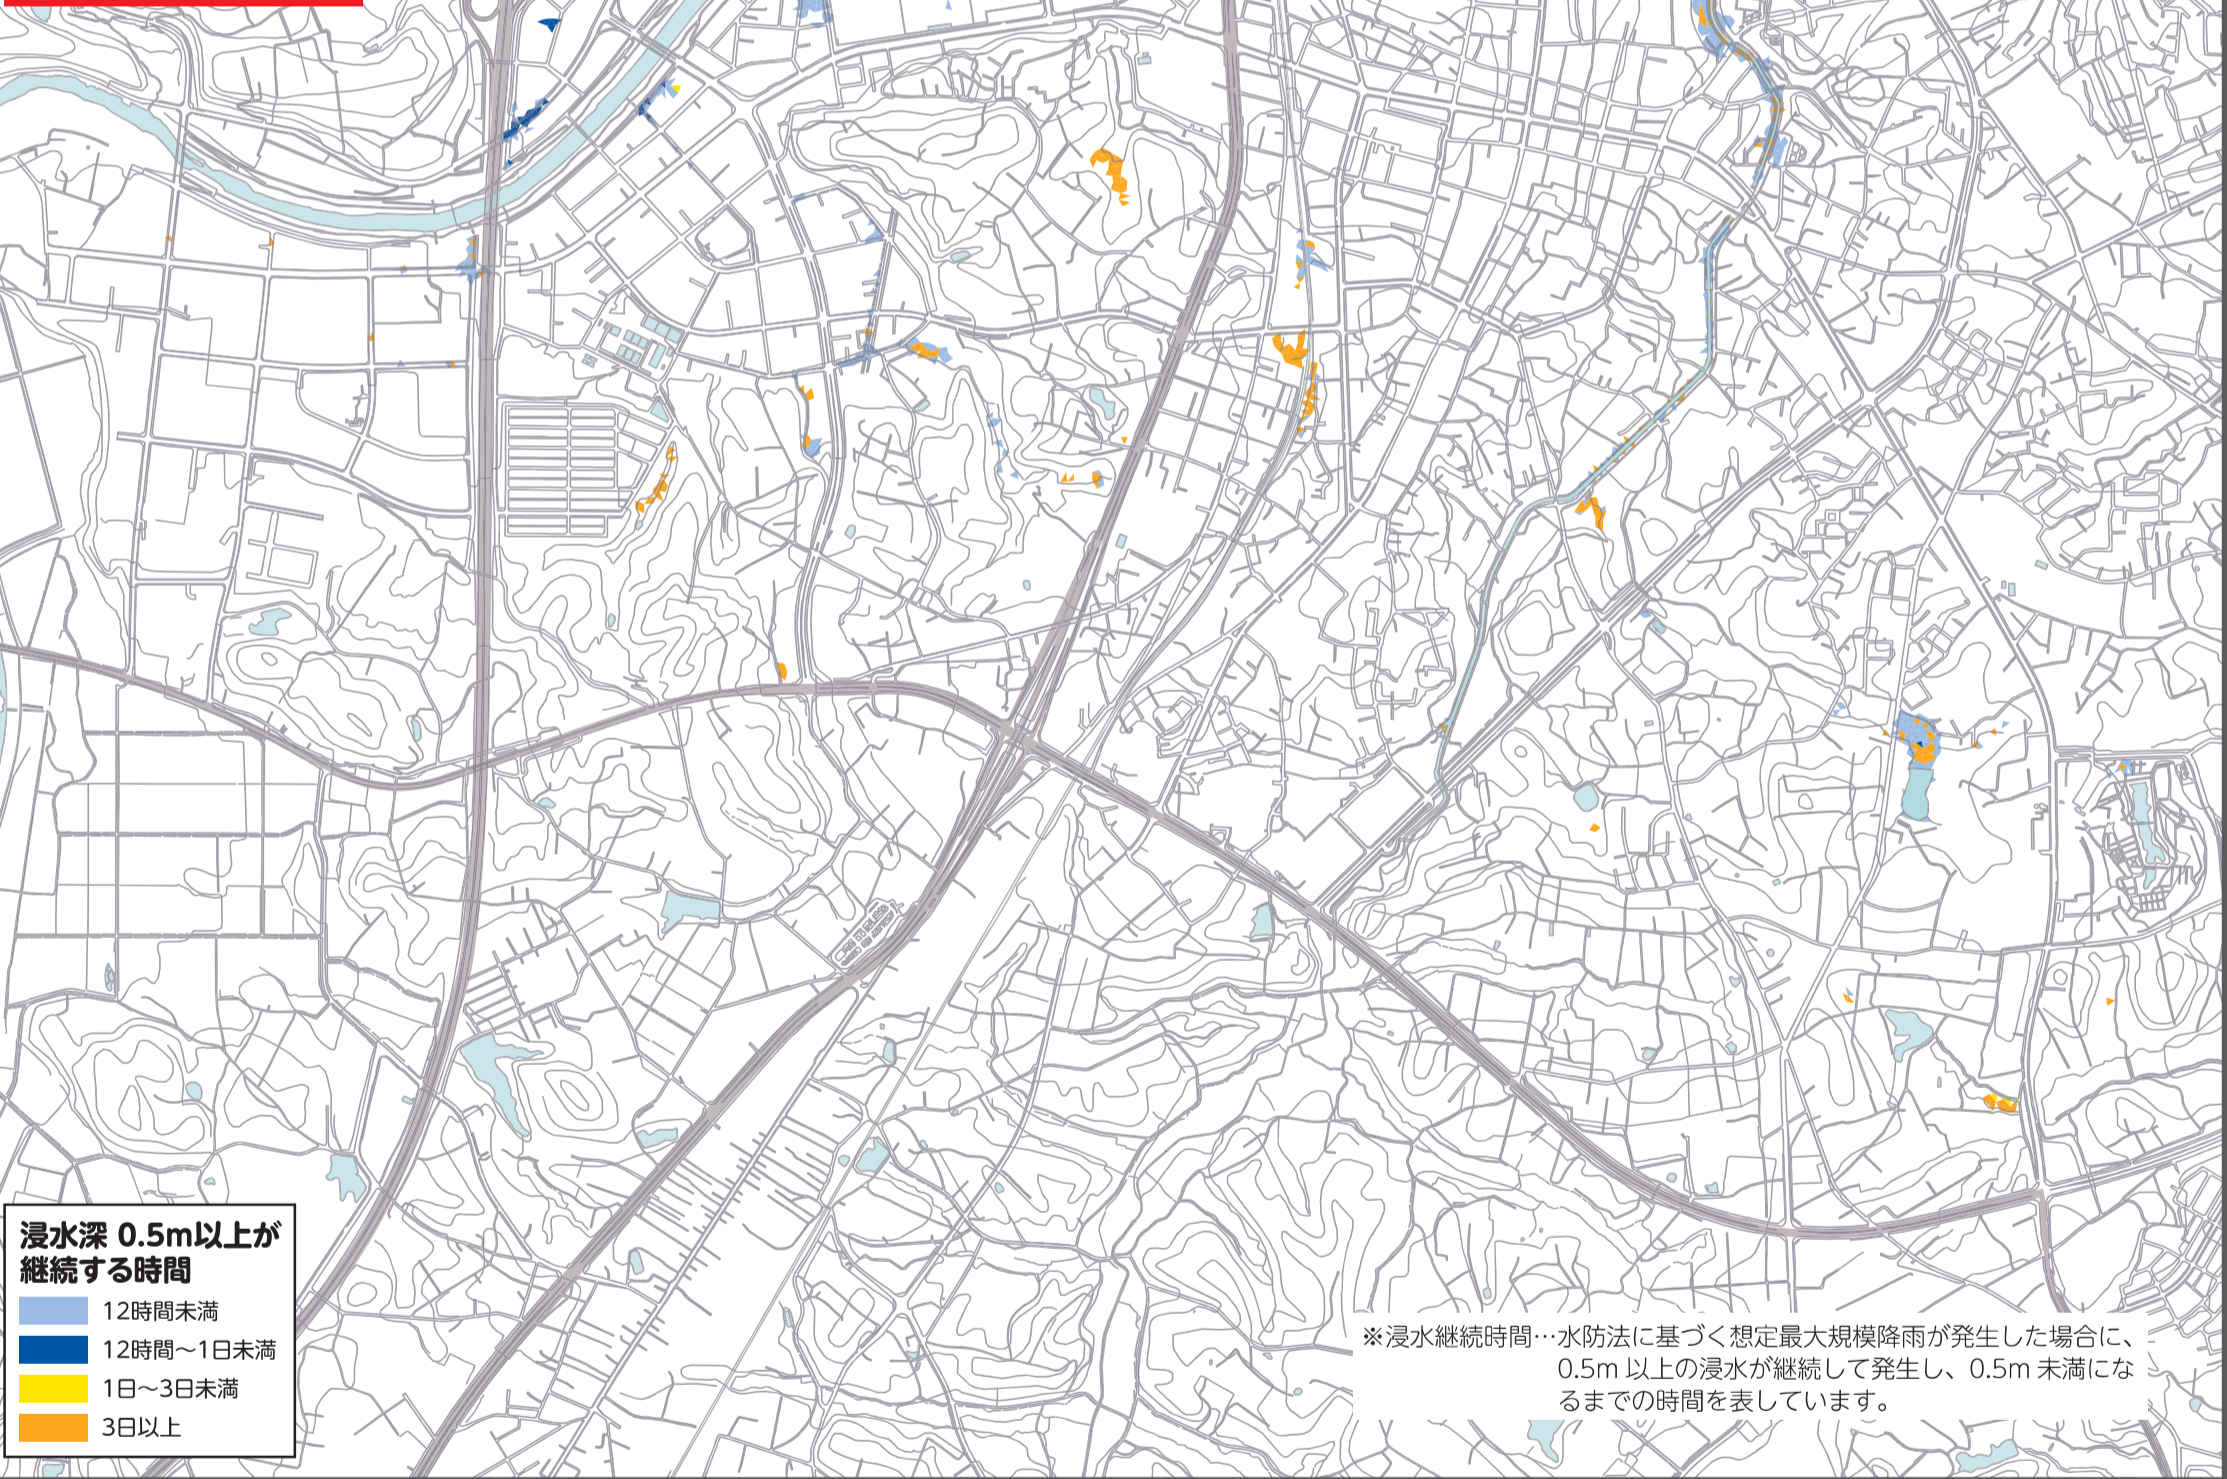 浸水深 0.5m以上が
継続する時間
12時間未満
12時間～1日未満
1日～3日未満
3日以上
※浸水継続時間…水防法に基づく想定最大規模降雨が発生した場合に、
0.5m 以上の浸水が継続して発生し、0.5m 未満にな
るまでの時間を表しています。